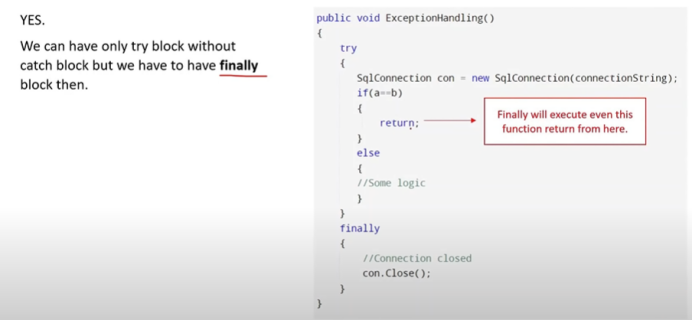 YES.
We can have only try block without
catch block but we have to have finally
block then.
public void ExceptionHandling()
{
try
{
SqlConnection con = new SqlConnection(connectionString);
if(a==b)
{
return;
Finally will execute even this
function return from here.
}
else
{
//Some logic
}
}
finally
{
//Connection closed
con.Close();
}
}